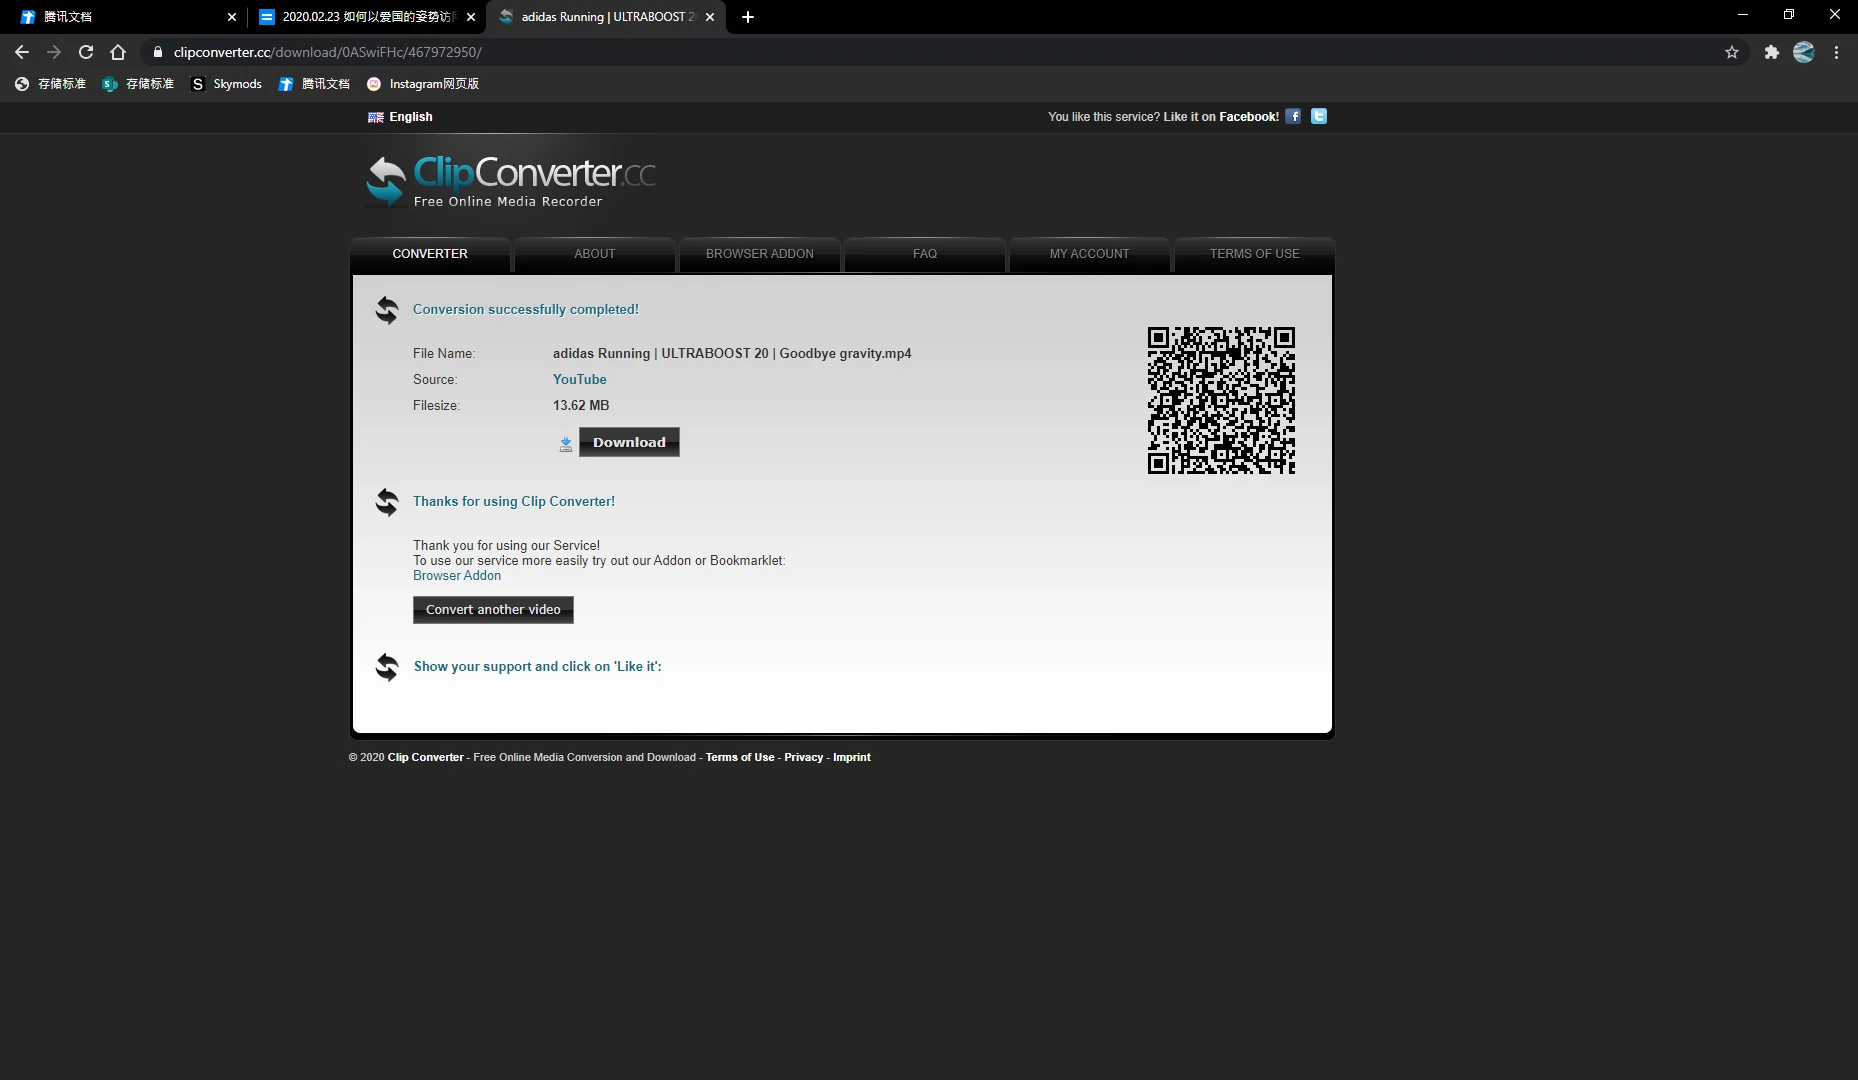 腾讯文档
2020.02.23 如何以爱国的姿势访
adidas Running | ULTRABOOST 2
clipconverter.cc/download/0ASwiFHc/467972950/
存储标准
存储标准
Skymods
腾讯文档
Instagram网页版
English
You like this service? Like it on Facebook!
ClipConverter.cc
Free Online Media Recorder
CONVERTER
ABOUT
BROWSER ADDON
FAQ
MY ACCOUNT
TERMS OF USE
Conversion successfully completed!
File Name: adidas Running | ULTRABOOST 20 | Goodbye gravity.mp4
Source: YouTube
Filesize: 13.62 MB
Download
Thanks for using Clip Converter!
Thank you for using our Service!
To use our service more easily try out our Addon or Bookmarklet:
Browser Addon
Convert another video
Show your support and click on 'Like it':
© 2020 Clip Converter - Free Online Media Conversion and Download - Terms of Use - Privacy - Imprint